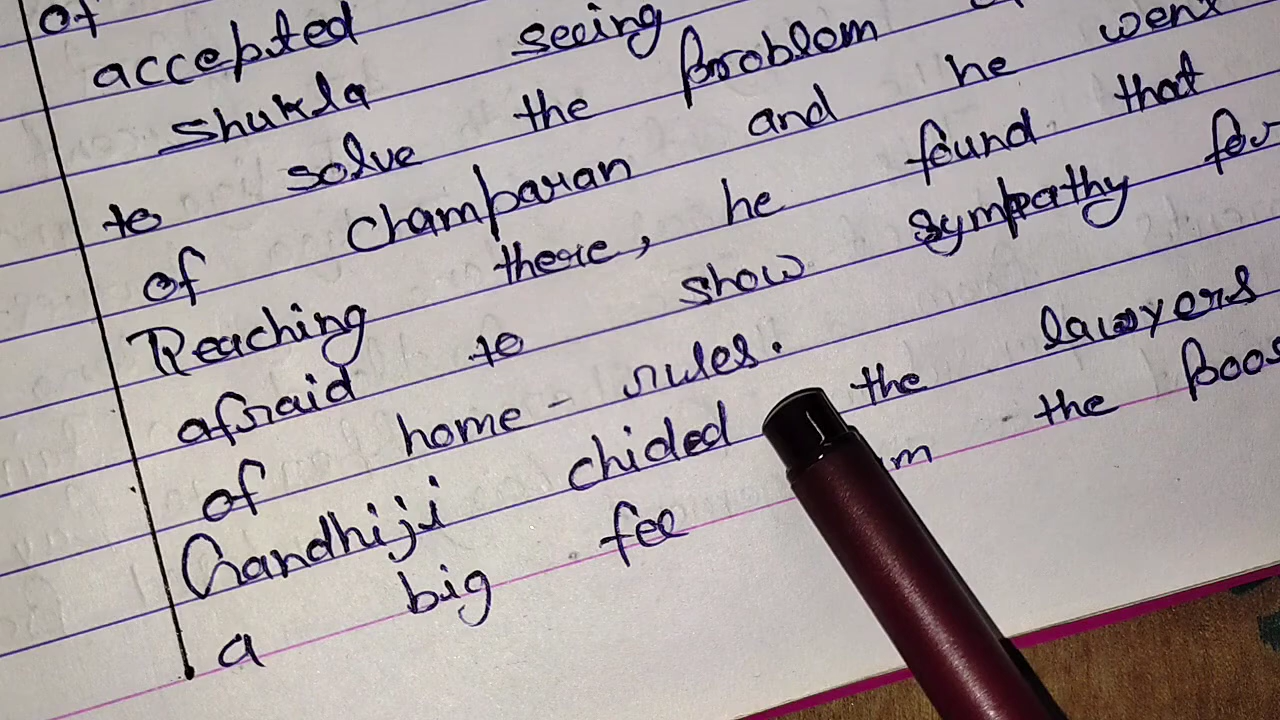 of
accepted
Shukla seeing
to solve the problem
of Champaran and he went
Reaching there, he found that
afraid to show sympathy for
of home-rules.
Gandhiji chided the lawyers
a big fee the